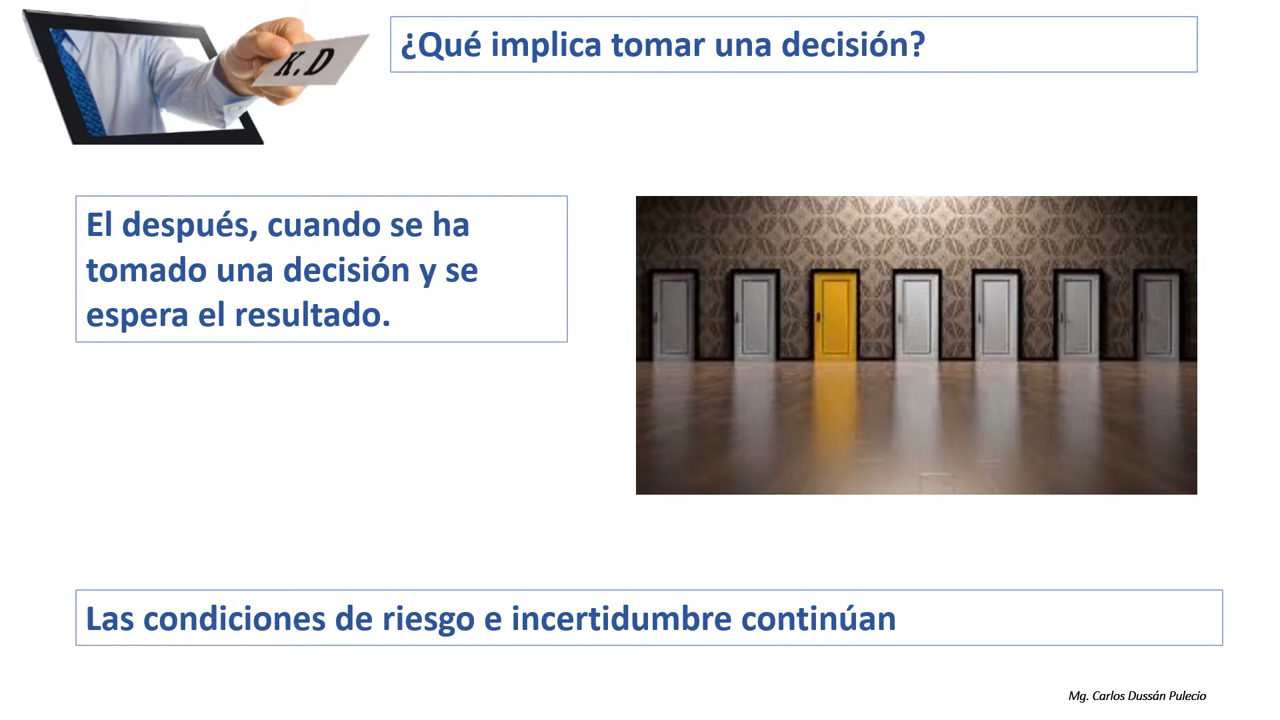 K.D
¿Qué implica tomar una decisión?
El después, cuando se ha
tomado una decisión y se
espera el resultado.
Las condiciones de riesgo e incertidumbre continúan
Mg. Carlos Dussán Pulecio